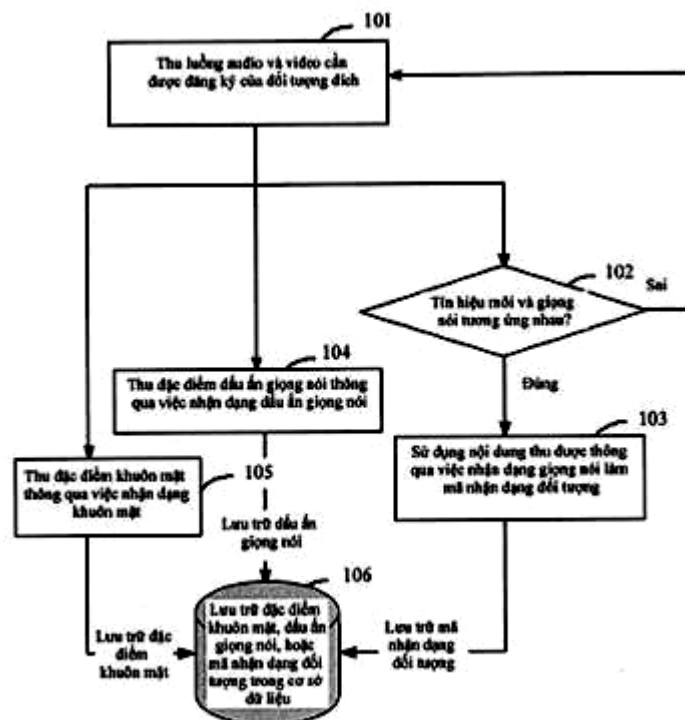 101
Thu luồng audio và video cần
được đăng ký của đối tượng đích
102
Sai
Tín hiệu môi và giọng
nói tương ứng nhau?
104
Thu đặc điểm dấu ấn giọng nói thông
qua việc nhận dạng dấu ấn giọng nói
Đúng
103
Sử dụng nội dung thu được thông
qua việc nhận dạng giọng nói làm
mã nhận dạng đối tượng
Thu đặc điểm khuôn mặt
thông qua việc nhận dạng
khuôn mặt
105
Lưu trữ dấu ấn
giọng nói
106
Lưu trữ đặc điểm
khuôn mặt, dấu ấn
giọng nói, hoặc
mã nhận dạng đối
tượng trong cơ sở
dữ liệu
Lưu trữ đặc
điểm
khuôn mặt
Lưu trữ mã
nhận dạng
đối tượng